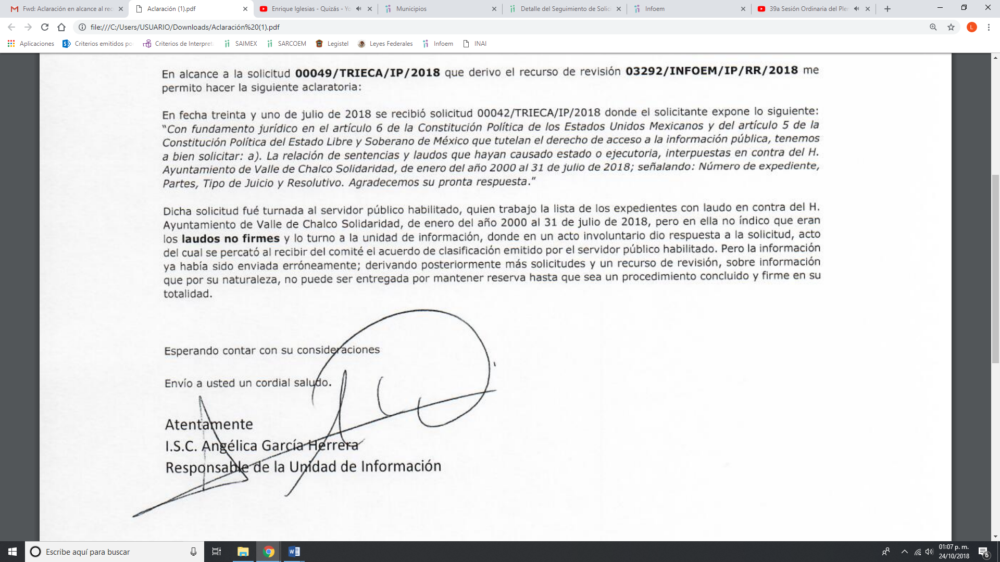 Fwd: Aclaración en alcance al rec
Aclaración (1).pdf
Enrique Iglesias - Quizás - Yo
Municipios
Detalle del Seguimiento de Solici
Infoem
39a Sesión Ordinaria del Pler
file:///C:/Users/USUARIO/Downloads/Aclaración%20(1).pdf
L
Aplicaciones
Criterios emitidos po
Criterios de Interpret
SAIMEX
SARCOEM
Legistel
Leyes Federales
Infoem
INAI
En alcance a la solicitud 00049/TRIECA/IP/2018 que derivo el recurso de revisión 03292/INFOEM/IP/RR/2018 me
permito hacer la siguiente aclaratoria:
En fecha treinta y uno de julio de 2018 se recibió solicitud 00042/TRIECA/IP/2018 donde el solicitante expone lo siguiente:
"Con fundamento jurídico en el artículo 6 de la Constitución Política de los Estados Unidos Mexicanos y del artículo 5 de la
Constitución Política del Estado Libre y Soberano de México que tutelan el derecho de acceso a la información pública, tenemos
a bien solicitar: a). La relación de sentencias y laudos que hayan causado estado o ejecutoria, interpuestas en contra del H.
Ayuntamiento de Valle de Chalco Solidaridad, de enero del año 2000 al 31 de julio de 2018; señalando: Número de expediente,
Partes, Tipo de Juicio y Resolutivo. Agradecemos su pronta respuesta."
Dicha solicitud fué turnada al servidor público habilitado, quien trabajo la lista de los expedientes con laudo en contra del H.
Ayuntamiento de Valle de Chalco Solidaridad, de enero del año 2000 al 31 de julio de 2018, pero en ella no índico que eran
los laudos no firmes y lo turno a la unidad de información, donde en un acto involuntario dio respuesta a la solicitud, acto
del cual se percató al recibir del comité el acuerdo de clasificación emitido por el servidor público habilitado. Pero la información
ya había sido enviada erróneamente; derivando posteriormente más solicitudes y un recurso de revisión, sobre información
que por su naturaleza, no puede ser entregada por mantener reserva hasta que sea un procedimiento concluido y firme en su
totalidad.
Esperando contar con su consideraciones
Envío a usted un cordial saludo.
Atentamente
I.S.C. Angélica García Herrera
Responsable de la Unidad de Información
Escribe aquí para buscar
01:07 p. m.
24/10/2018
6